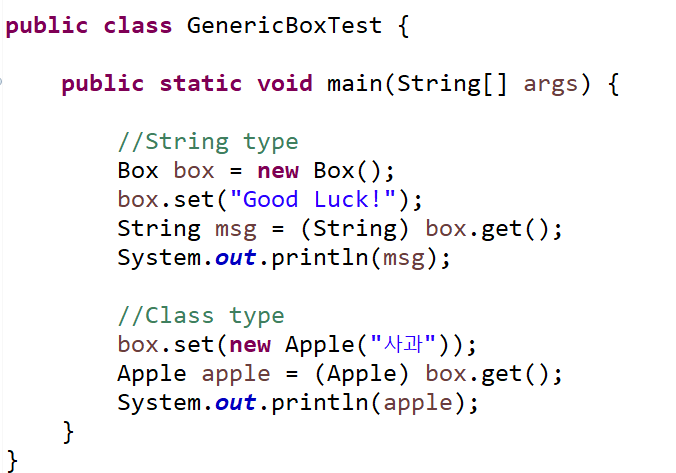 public class GenericBoxTest {
public static void main(String[] args) {
//String type
Box box = new Box();
box.set("Good Luck!");
String msg = (String) box.get();
System.out.println(msg);
//Class type
box.set(new Apple("사과"));
Apple apple = (Apple) box.get();
System.out.println(apple);
}
}